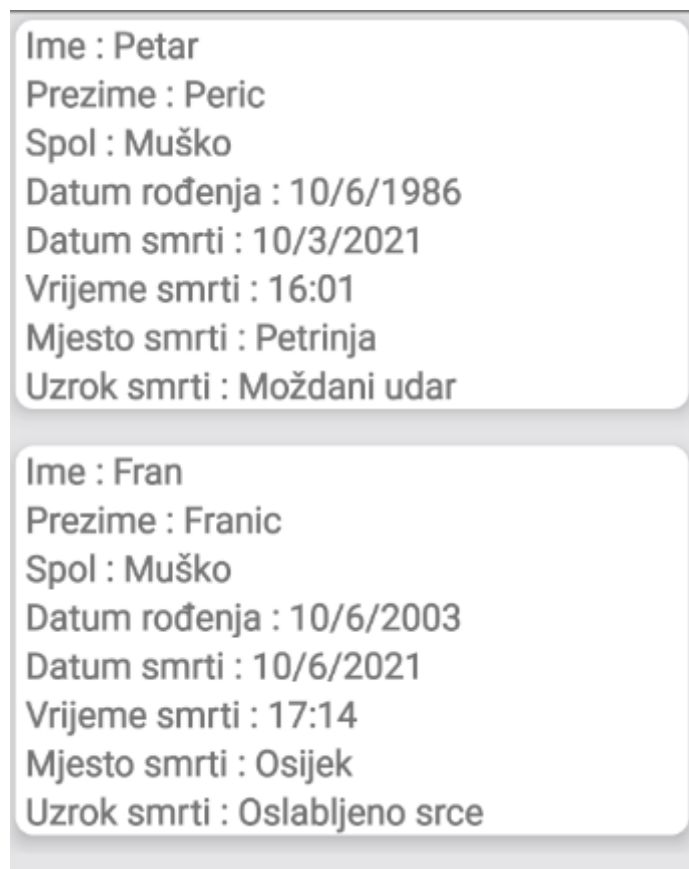 Ime : Petar
Prezime : Peric
Spol : Muško
Datum rođenja : 10/6/1986
Datum smrti : 10/3/2021
Vrijeme smrti : 16:01
Mjesto smrti : Petrinja
Uzrok smrti : Moždani udar
Ime : Fran
Prezime : Franic
Spol : Muško
Datum rođenja : 10/6/2003
Datum smrti : 10/6/2021
Vrijeme smrti : 17:14
Mjesto smrti : Osijek
Uzrok smrti : Oslabljeno srce